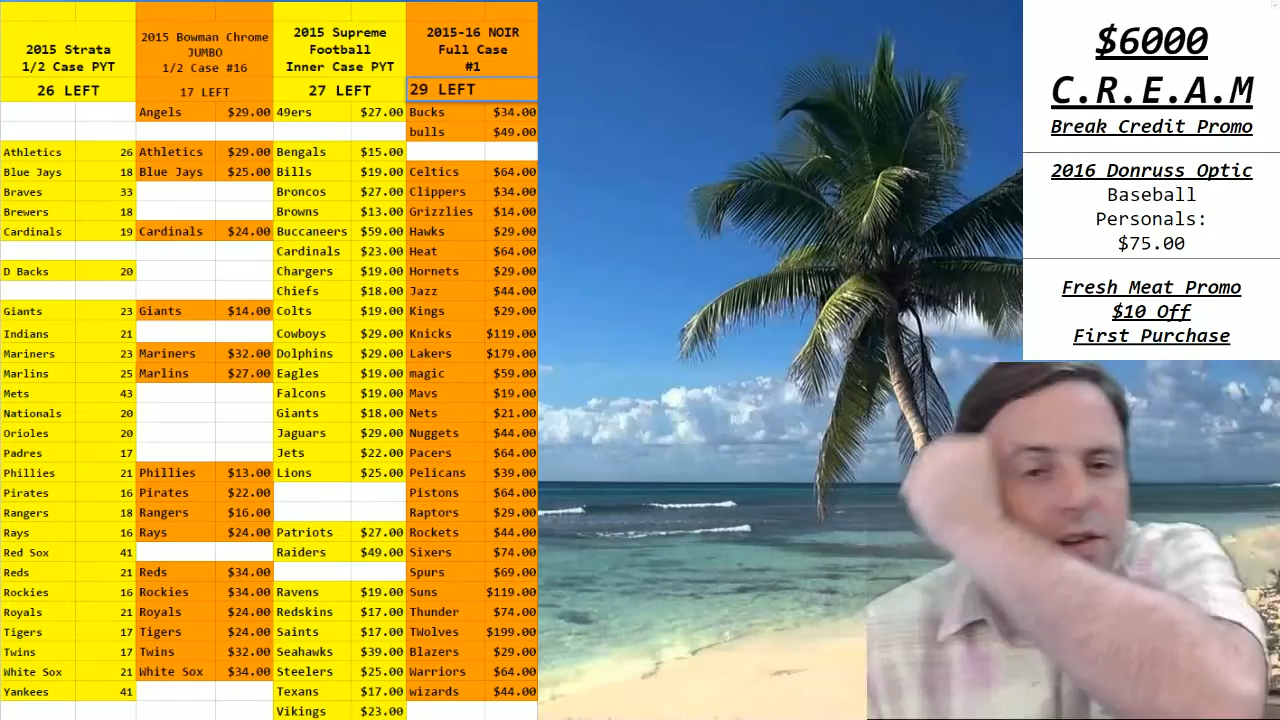 2015 Strata
1/2 Case PYT
26 LEFT
Athletics 26
Blue Jays 18
Braves 33
Brewers 18
Cardinals 19
D Backs 20
Giants 23
Indians 21
Mariners 23
Marlins 25
Mets 43
Nationals 20
Orioles 20
Padres 17
Phillies 21
Pirates 16
Rangers 18
Rays 16
Red Sox 41
Reds 21
Rockies 16
Royals 21
Tigers 17
Twins 17
White Sox 21
Yankees 41
2015 Bowman Chrome
JUMBO
1/2 Case #16
17 LEFT
Angels $29.00
Athletics $29.00
Blue Jays $25.00
Cardinals $24.00
Giants $14.00
Mariners $32.00
Marlins $27.00
Phillies $13.00
Pirates $22.00
Rangers $16.00
Rays $24.00
Reds $34.00
Rockies $34.00
Royals $24.00
Tigers $24.00
Twins $32.00
White Sox $34.00
2015 Supreme
Football
Inner Case PYT
27 LEFT
49ers $27.00
Bengals $15.00
Bills $19.00
Broncos $27.00
Browns $13.00
Buccaneers $59.00
Cardinals $23.00
Chargers $19.00
Chiefs $18.00
Colts $19.00
Cowboys $29.00
Dolphins $29.00
Eagles $19.00
Falcons $19.00
Giants $18.00
Jaguars $29.00
Jets $22.00
Lions $25.00
Patriots $27.00
Raiders $49.00
Ravens $19.00
Redskins $17.00
Saints $17.00
Seahawks $39.00
Steelers $25.00
Texans $17.00
Vikings $23.00
2015-16 NOIR
Full Case
#1
29 LEFT
Bucks $34.00
bulls $49.00
Celtics $64.00
Clippers $34.00
Grizzlies $14.00
Hawks $29.00
Heat $64.00
Hornets $29.00
Jazz $44.00
Kings $29.00
Knicks $119.00
Lakers $179.00
magic $59.00
Mavs $19.00
Nets $21.00
Nuggets $44.00
Pacers $64.00
Pelicans $39.00
Pistons $64.00
Raptors $29.00
Rockets $44.00
Sixers $74.00
Spurs $69.00
Suns $119.00
Thunder $74.00
TWolves $199.00
Blazers $29.00
Warriors $64.00
wizards $44.00
$6000
C.R.E.A.M
Break Credit Promo
2016 Donruss Optic
Baseball
Personals:
$75.00
Fresh Meat Promo
$10 Off
First Purchase